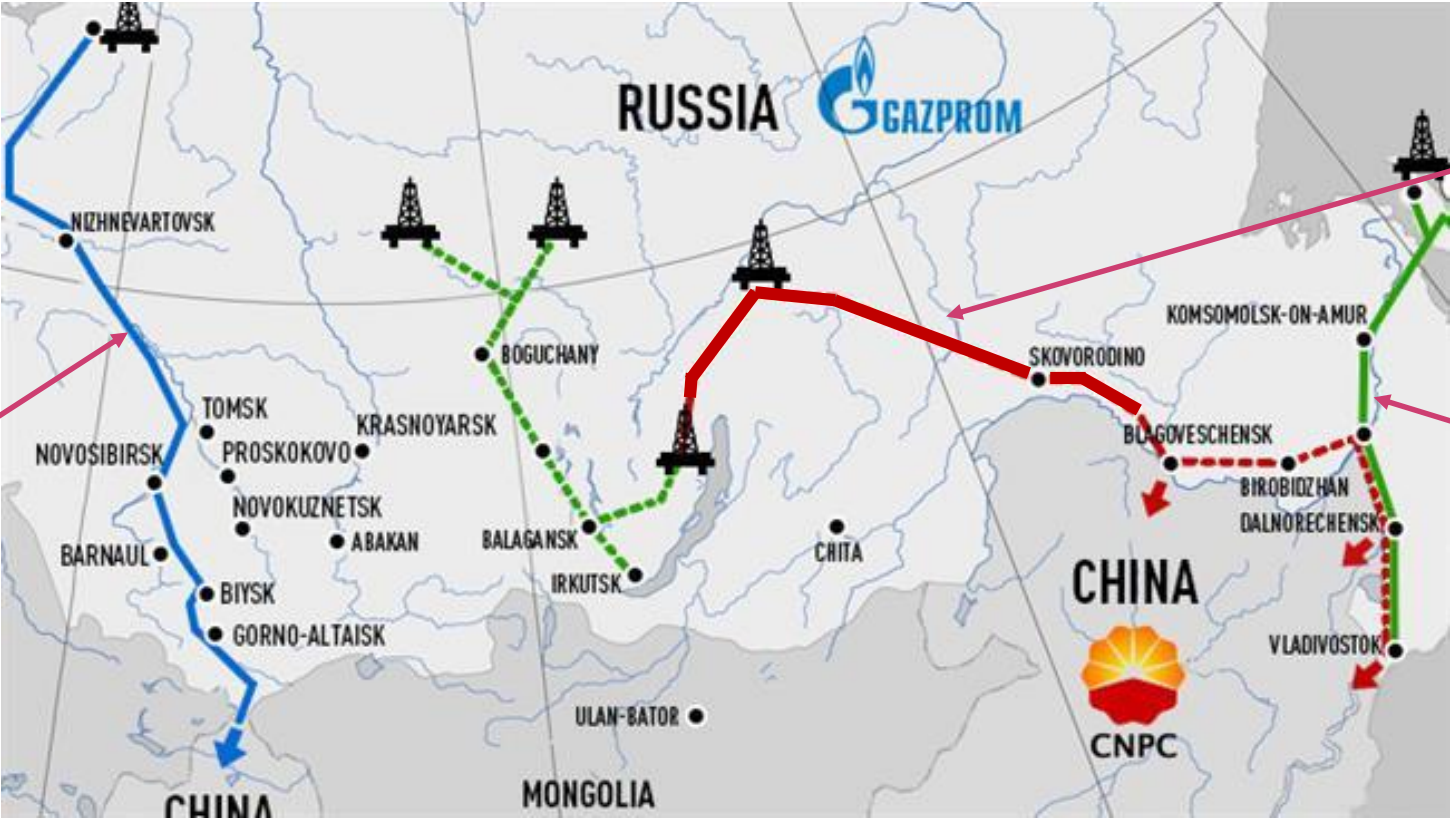 RUSSIA
GAZPROM
NIZHNEVARTOVSK
KOMSOMOLSK-ON-AMUR
BOGUCHANY
SKOVORODINO
TOMSK
KRASNOYARSK
NOVOSIBIRSK
PROSKOKOVO
BLAGOVESCHENSK
BIROBIDZHAN
NOVOKUZNETSK
DALNORECHENSK
BALAGANSK
ABAKAN
BARNAUL
CHITA
IRKUTSK
BIYSK
CHINA
GORNO-ALTAISK
VLADIVOSTOK
ULAN-BATOR
CNPC
MONGOLIA
CHINA